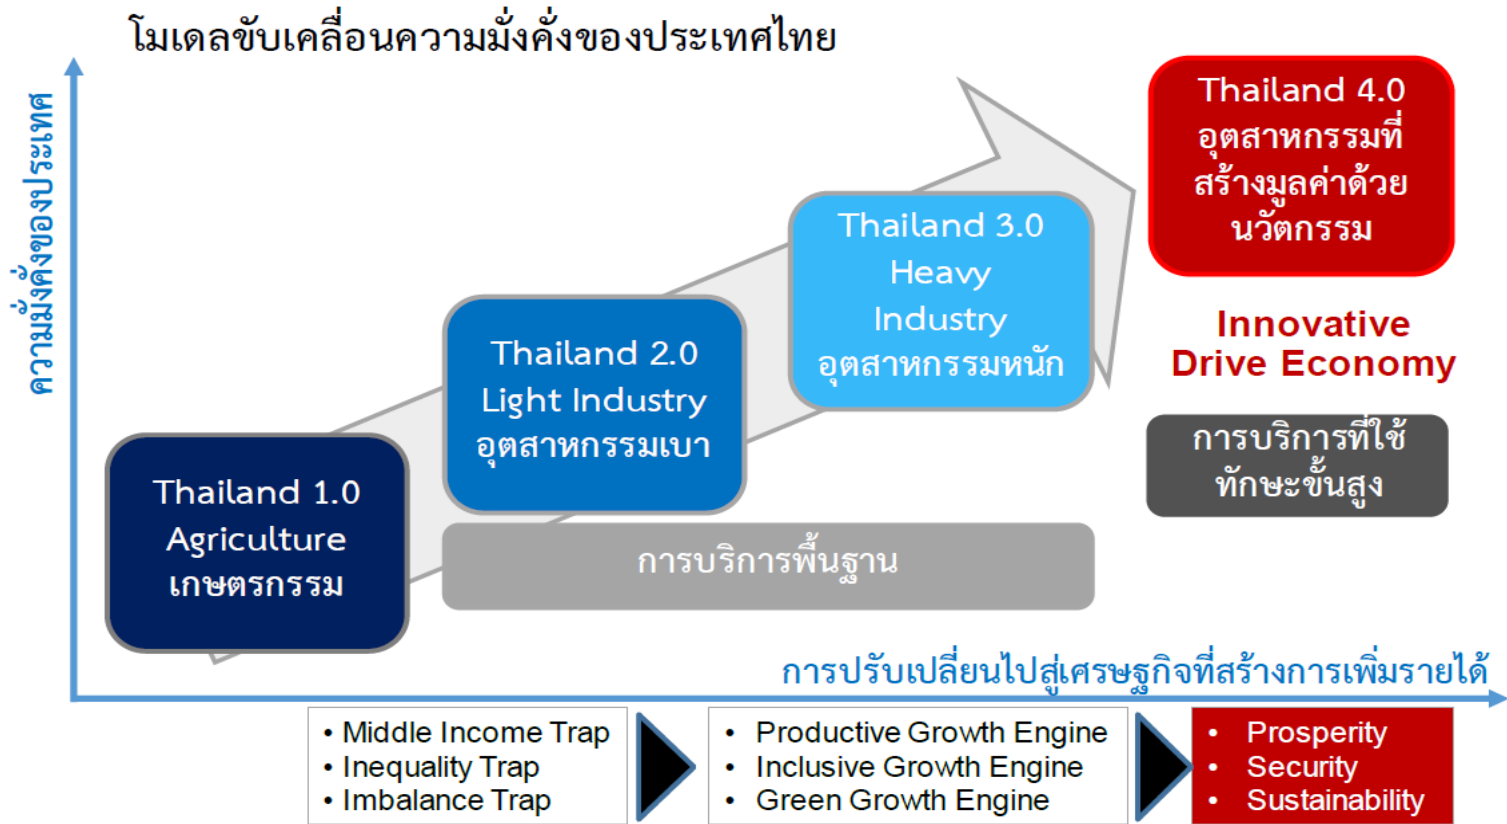 โมเดลขับเคลื่อนความมั่งคั่งของประเทศไทย
ความมั่งคั่งของประเทศ
Thailand 1.0
Agriculture
เกษตรกรรม
Thailand 2.0
Light Industry
อุตสาหกรรมเบา
Thailand 3.0
Heavy
Industry
อุตสาหกรรมหนัก
Thailand 4.0
อุตสาหกรรมที่
สร้างมูลค่าด้วย
นวัตกรรม
Innovative
Drive Economy
การบริการพื้นฐาน
การบริการที่ใช้
ทักษะขั้นสูง
การปรับเปลี่ยนไปสู่เศรษฐกิจที่สร้างการเพิ่มรายได้
• Middle Income Trap
• Inequality Trap
• Imbalance Trap
• Productive Growth Engine
• Inclusive Growth Engine
• Green Growth Engine
• Prosperity
• Security
• Sustainability